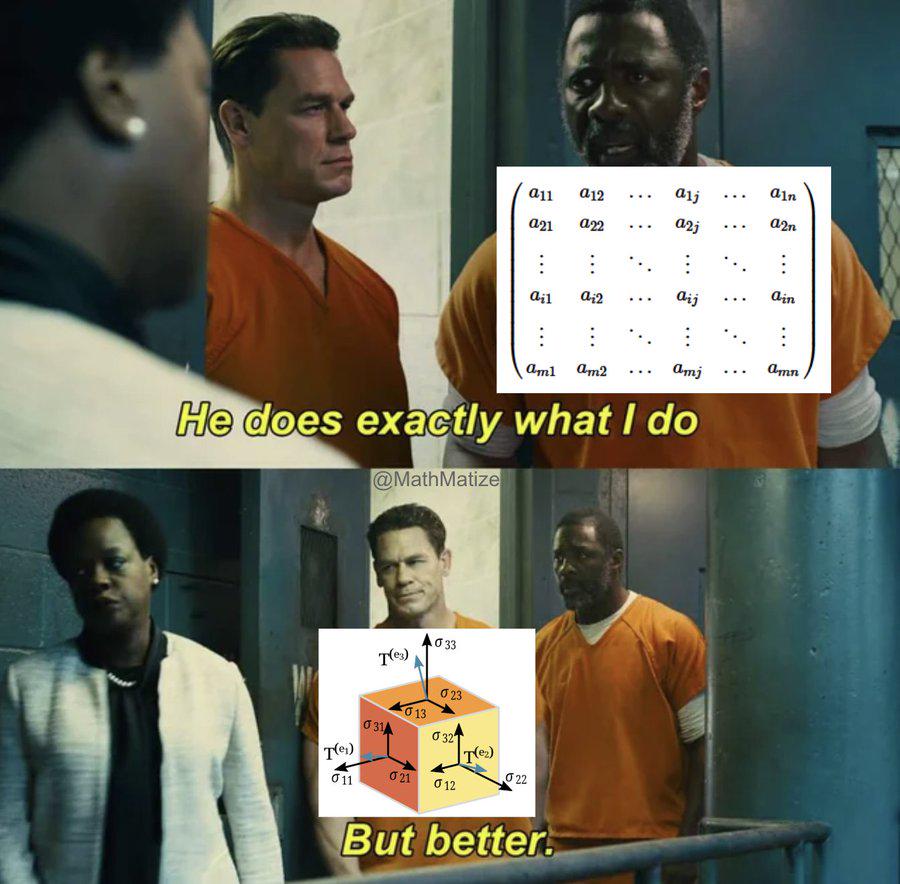 a11 a12 ... a1j ... a1n
a21 a22 ... a2j ... a2n
⋮ ⋮ ⋱ ⋮ ⋱ ⋮
ai1 ai2 ... aij ... ain
⋮ ⋮ ⋱ ⋮ ⋱ ⋮
am1 am2 ... amj ... amn
He does exactly what I do
@MathMatize
σ33
T(e3)
σ23
σ13
σ31
σ32
T(e1)
T(e2)
σ11
σ21
σ12
σ22
But better.